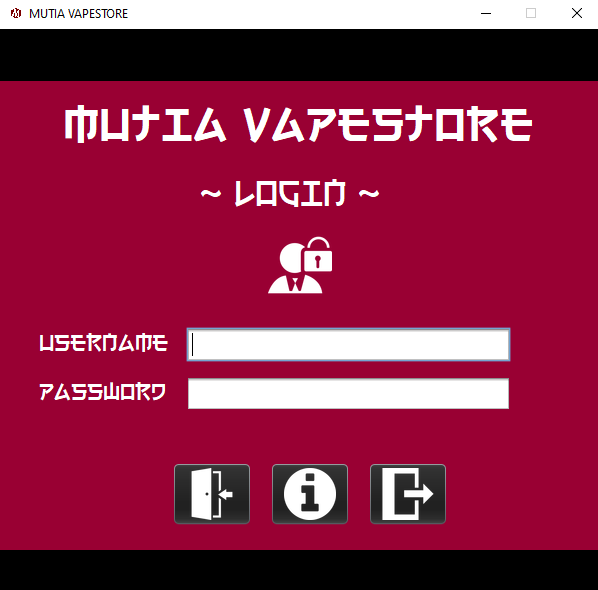 MUTIA VAPESTORE
MUTIA VAPESTORE
~ LOGIN ~
USERNAME
PASSWORD